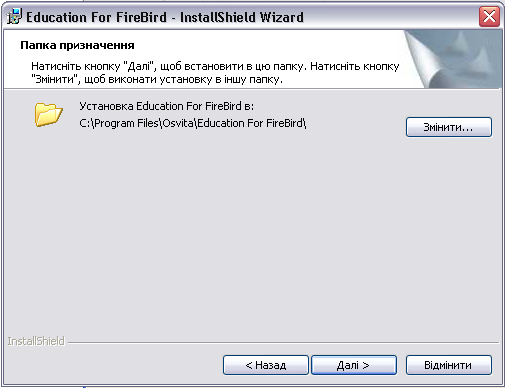 Education For FireBird - InstallShield Wizard
Папка призначення
Натисніть кнопку "Далі", щоб встановити в цю папку. Натисніть кнопку
"Змінити", щоб виконати установку в іншу папку.
Установка Education For FireBird в:
C:\Program Files\Osvita\Education For FireBird\
Змінити...
InstallShield
< Назад
Далі >
Відмінити